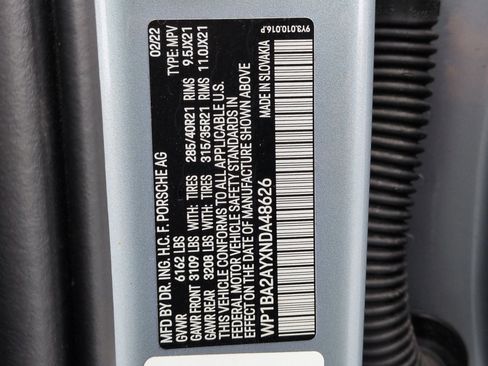 MFD BY DR. ING. H.C. F. PORSCHE AG 02/22
GVWR 6162 LBS TYPE: MPV
GAWR FRONT 3109 LBS WITH: TIRES 285/40R21 RIMS 9.5JX21
GAWR REAR 3208 LBS WITH: TIRES 315/35R21 RIMS 11.0JX21
THIS VEHICLE CONFORMS TO ALL APPLICABLE U.S.
FEDERAL MOTOR VEHICLE SAFETY STANDARDS IN
EFFECT ON THE DATE OF MANUFACTURE SHOWN ABOVE
WP1BA2AYXNDA48626 MADE IN SLOVAKIA
9Y3.010.016.P